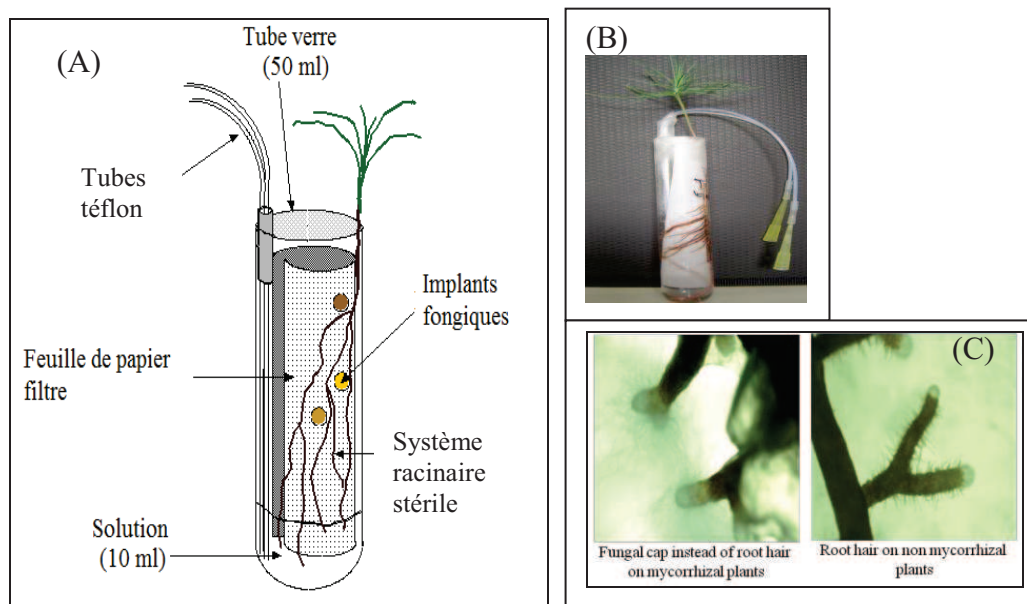 (A)
Tube verre
(50 ml)
Tubes
téflon
Implants
fongiques
Feuille de papier
filtre
Système
racinaire
stérile
Solution
(10 ml)
(B)
(C)
Fungal cap instead of root hair
on mycorrhizal plants
Root hair on non mycorrhizal
plants